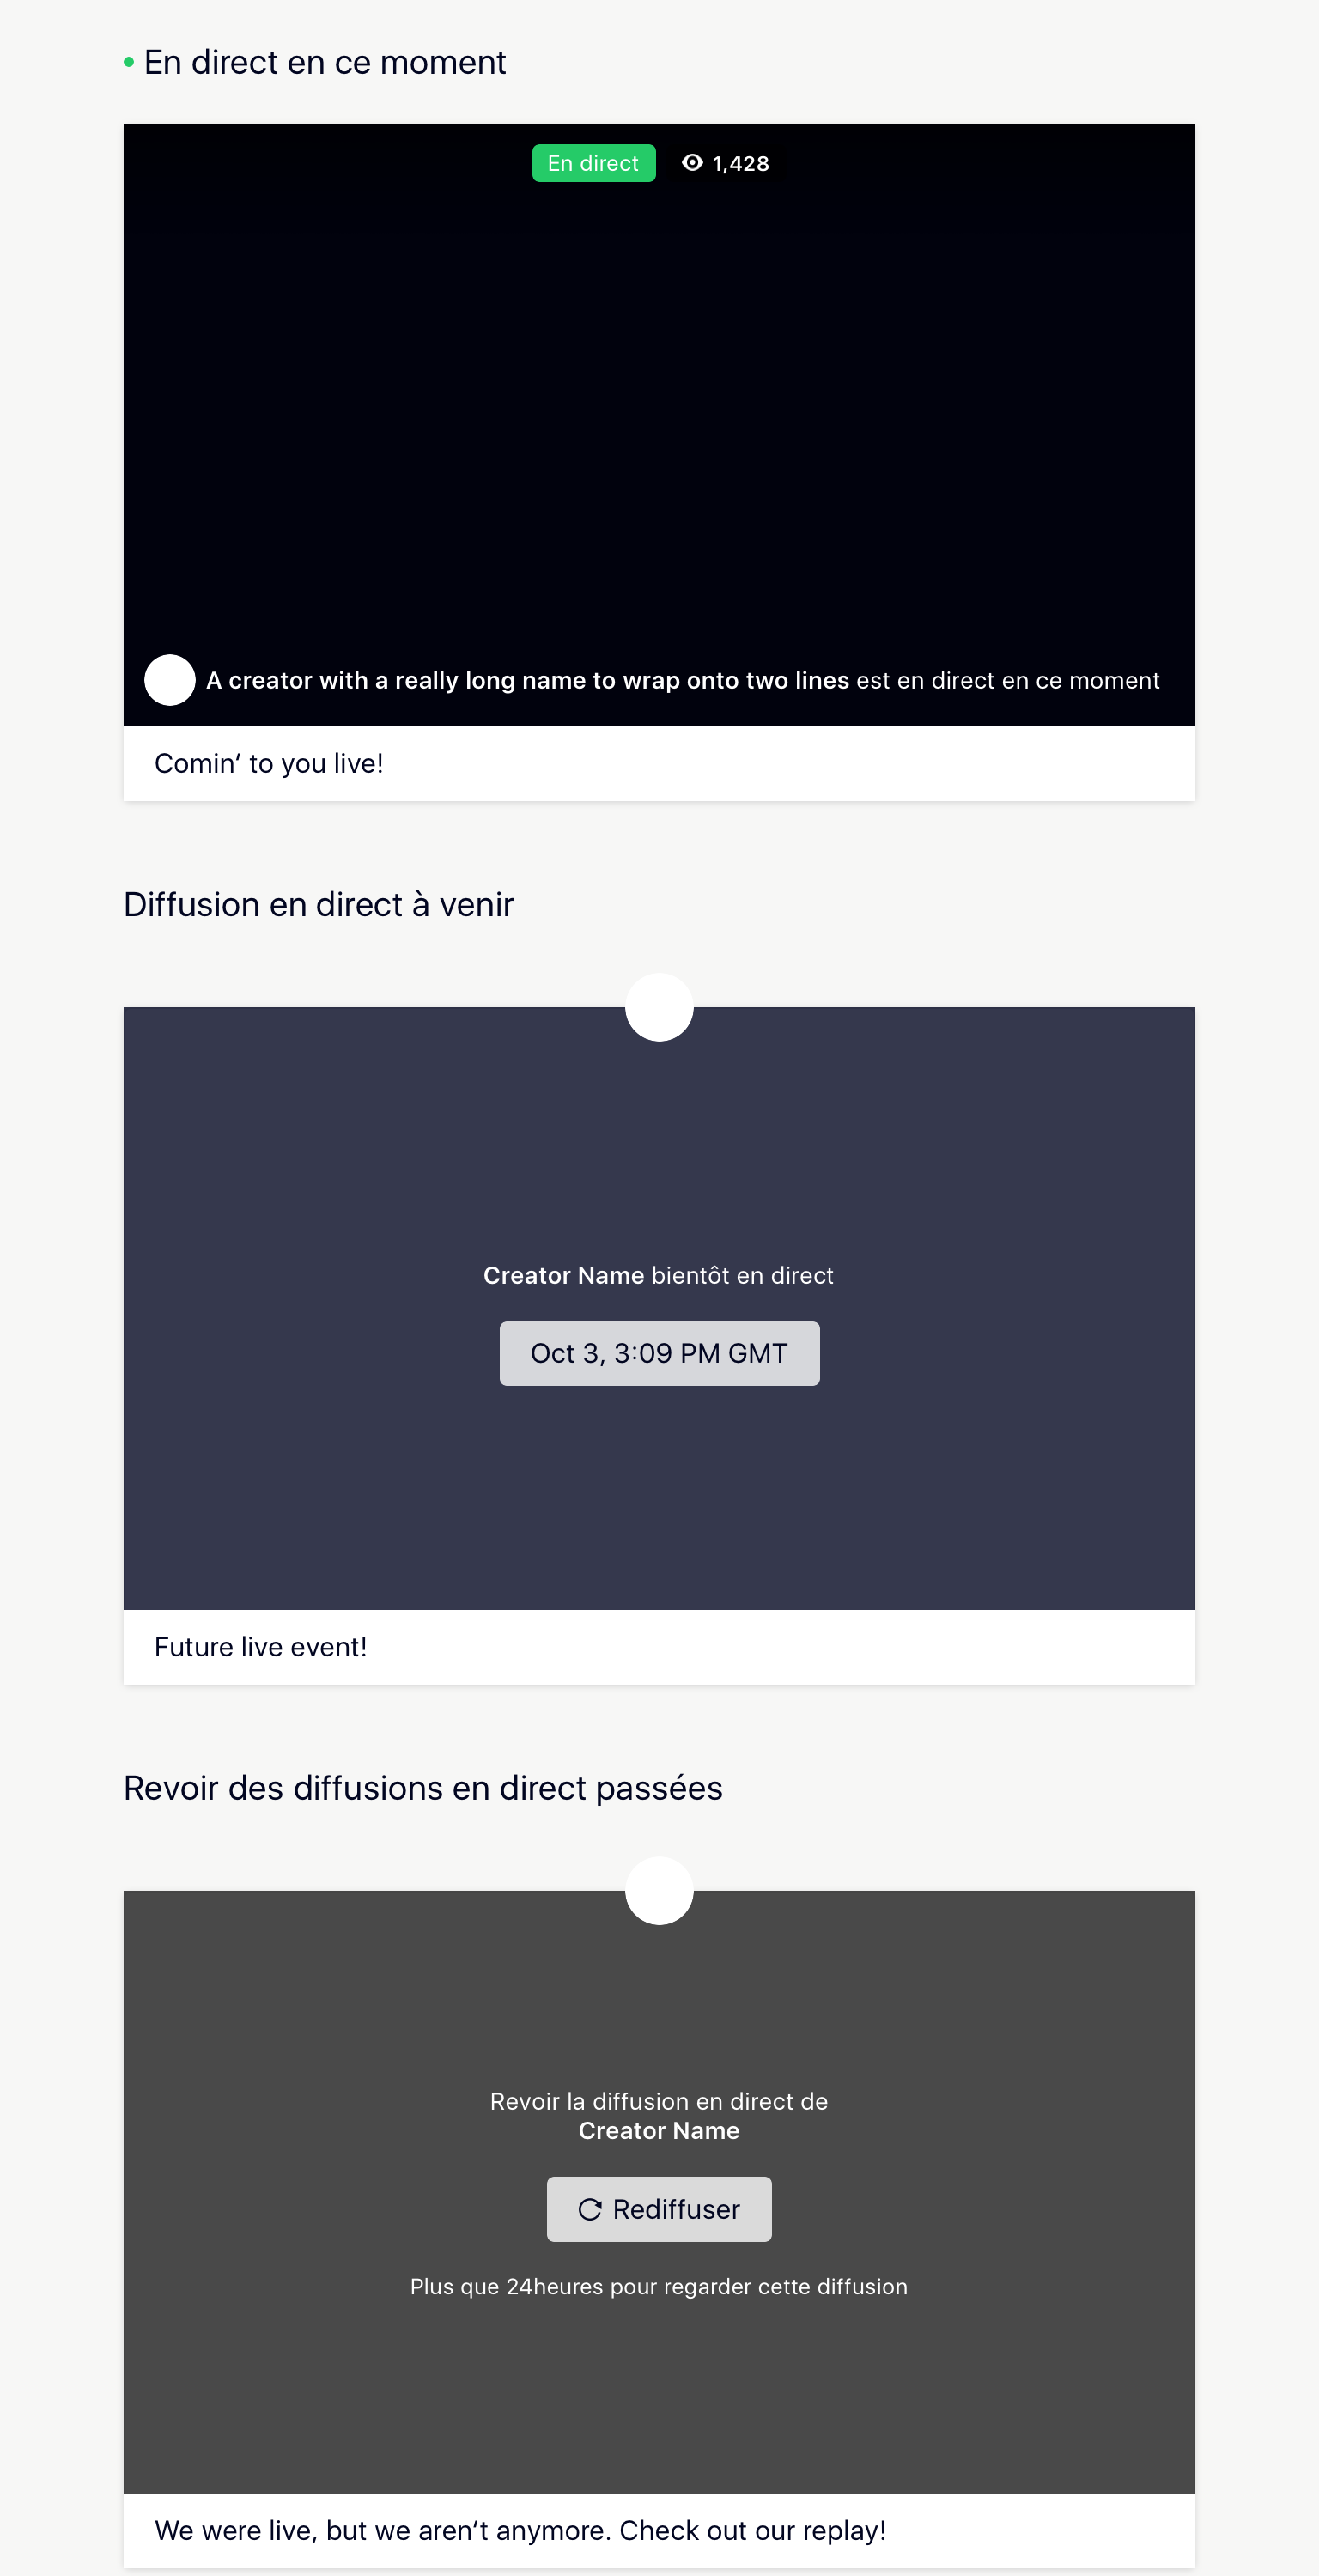 En direct en ce moment
En direct 1,428
A creator with a really long name to wrap onto two lines est en direct en ce moment
Comin‘ to you live!
Diffusion en direct à venir
Creator Name bientôt en direct
Oct 3, 3:09 PM GMT
Future live event!
Revoir des diffusions en direct passées
Revoir la diffusion en direct de
Creator Name
Rediffuser
Plus que 24heures pour regarder cette diffusion
We were live, but we aren‘t anymore. Check out our replay!